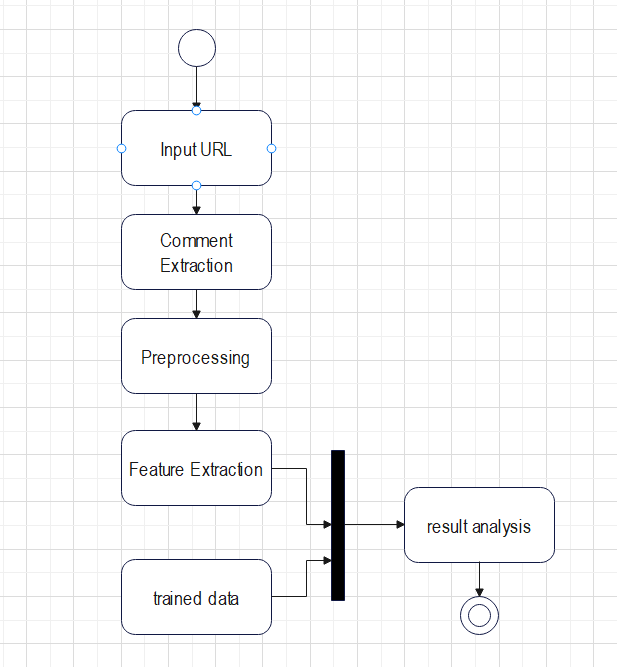 Input URL
Comment
Extraction
Preprocessing
Feature Extraction
trained data
result analysis